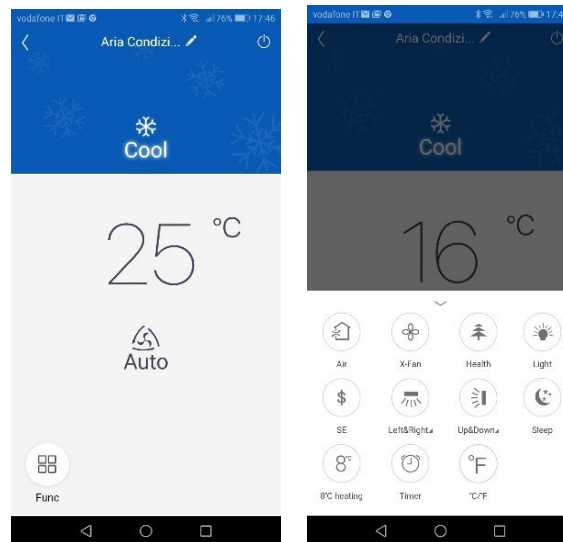 vodafone IT 76% 17:46
Aria Condizi...
Cool
25 °C
Auto
Func
vodafone IT 76% 17:4
Aria Condizi...
Cool
16 °C
Air X-Fan Health Light
$
SE Left&Right Up&Down Sleep
8°C °F
8°C heating Timer °C/°F